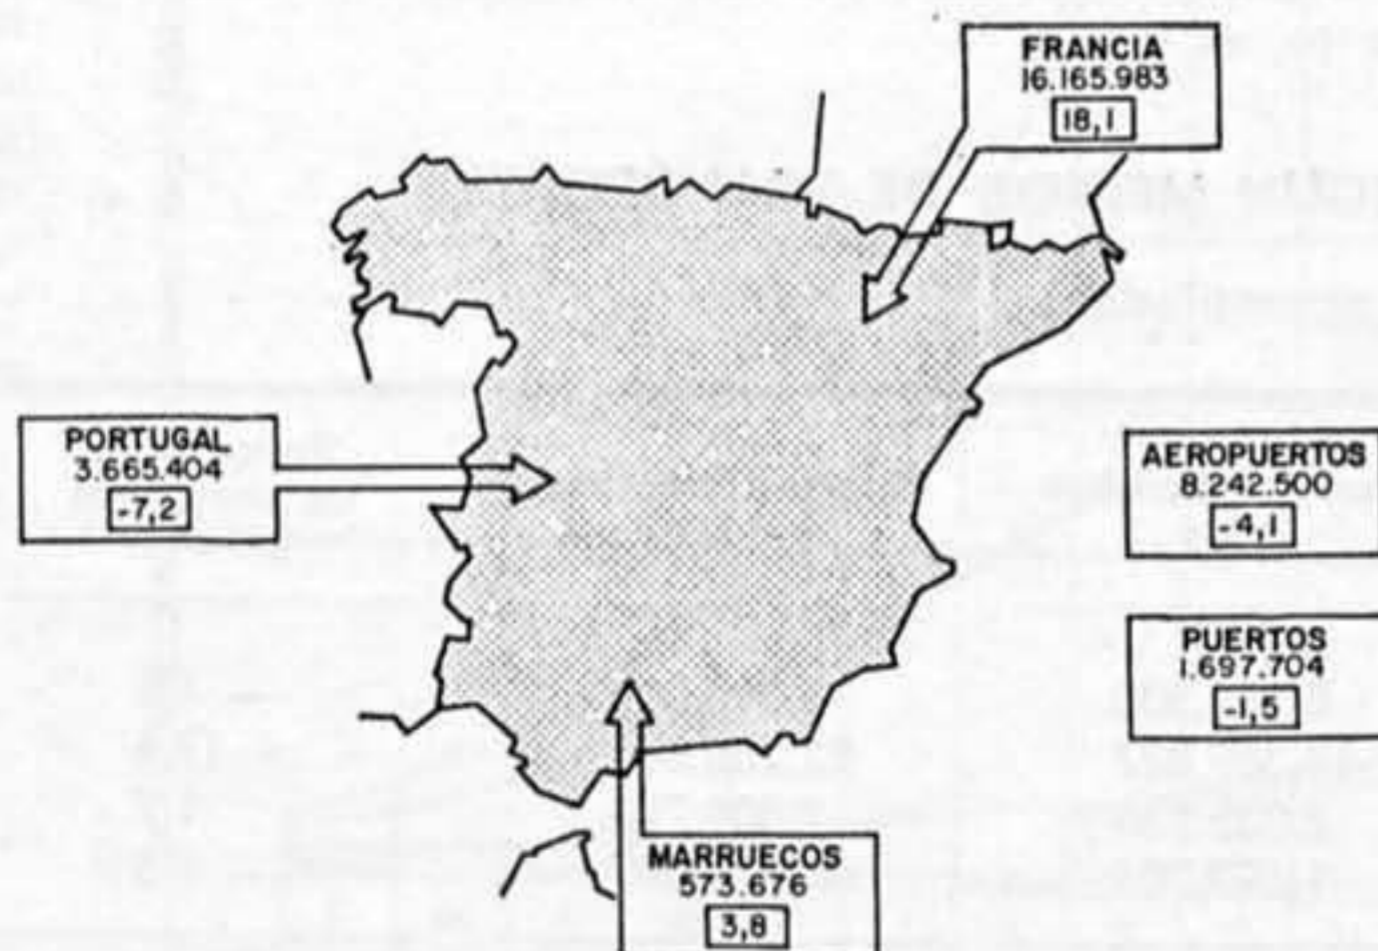 FRANCIA
16.165.983
18,1
PORTUGAL
3.665.404
-7,2
AEROPUERTOS
8.242.500
-4,1
PUERTOS
1.697.704
-1,5
MARRUECOS
573.676
3,8